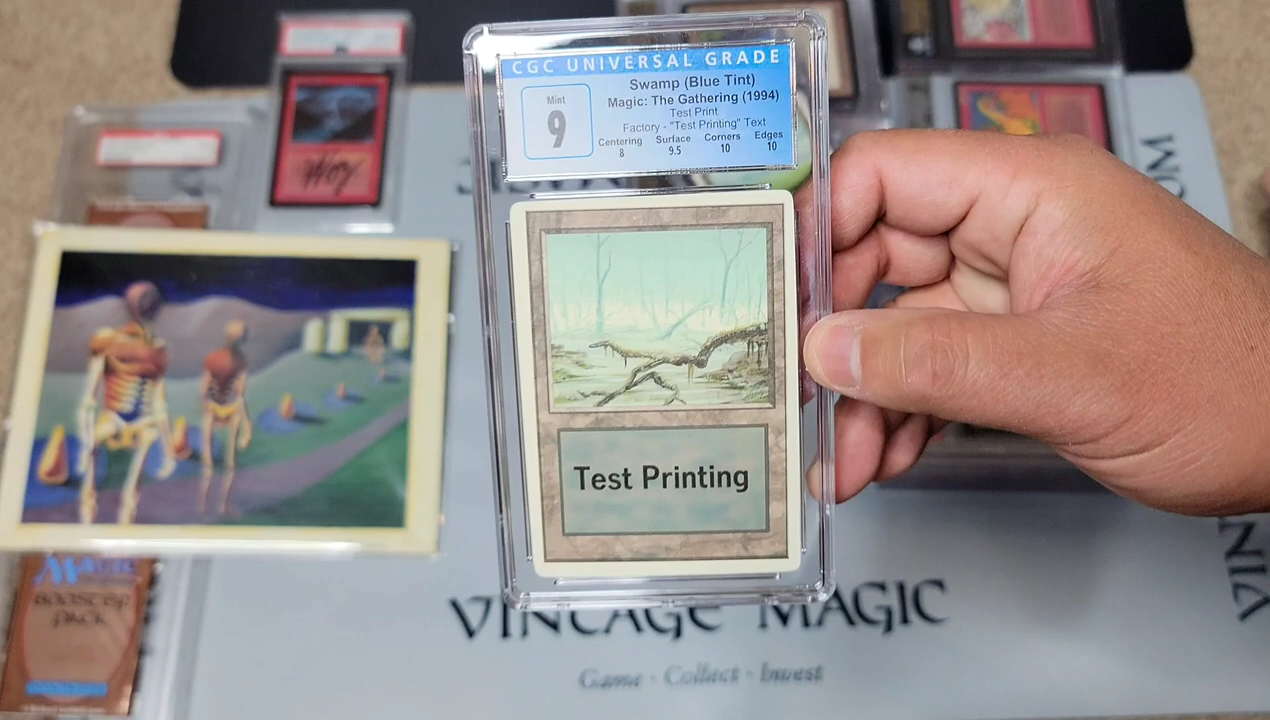 CGC UNIVERSAL GRADE
Swamp (Blue Tint)
Mint
Magic: The Gathering (1994)
9
Test Print
Factory - "Test Printing" Text
Centering Surface Corners Edges
8 9.5 10 10
Test Printing
MAGIC
BOOSTER
PACK
VINTAGE MAGIC
Game · Collect · Invest